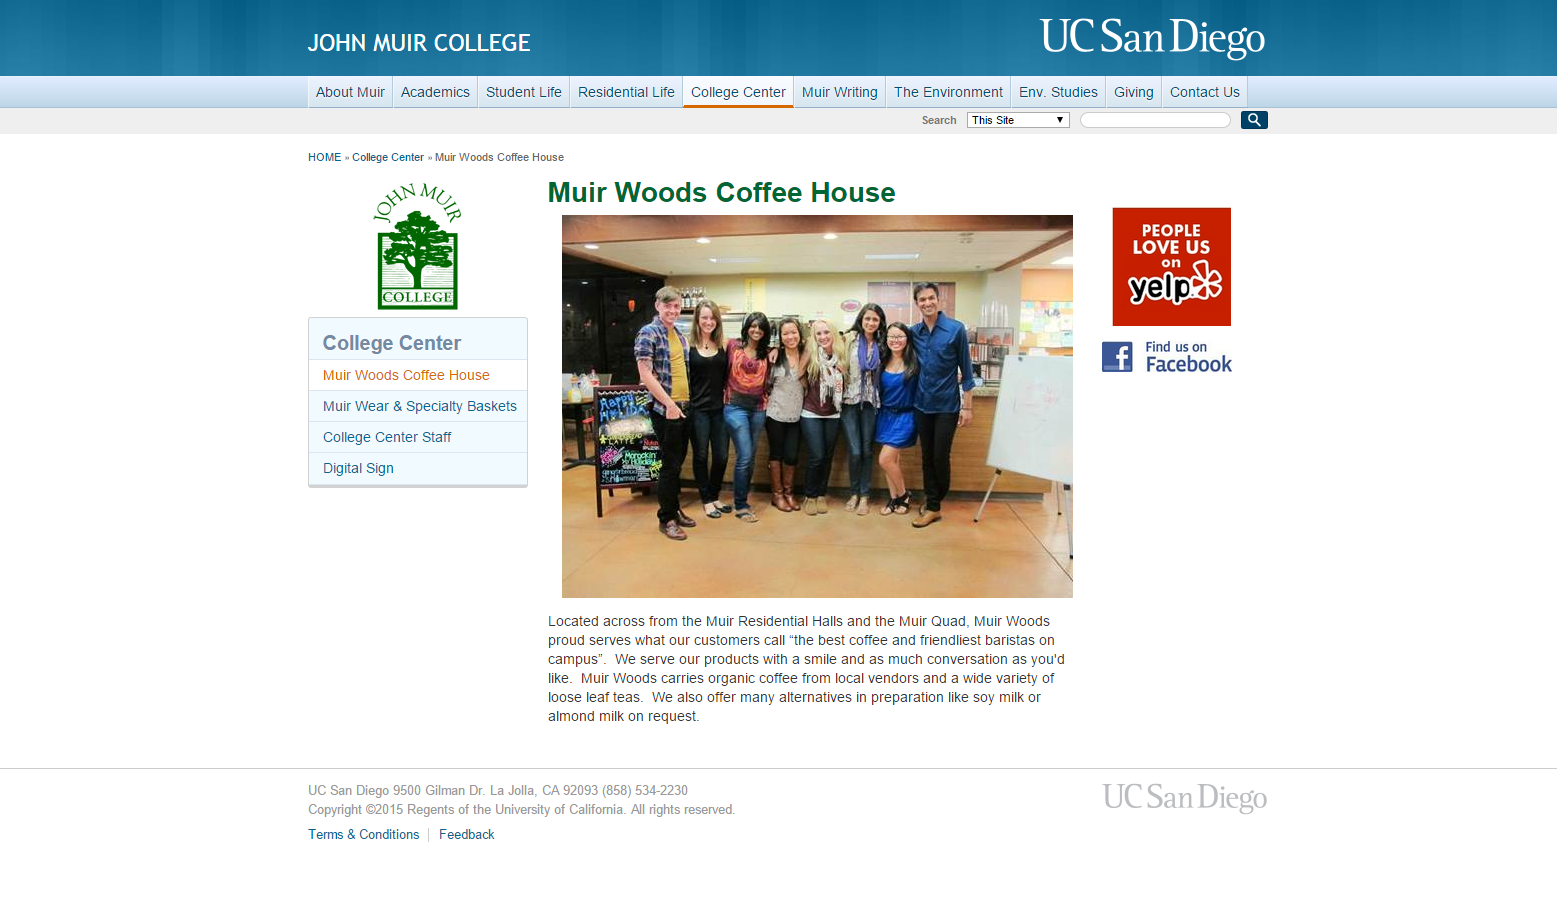 JOHN MUIR COLLEGE
UC San Diego
About Muir
Academics
Student Life
Residential Life
College Center
Muir Writing
The Environment
Env. Studies
Giving
Contact Us
Search
This Site
HOME » College Center » Muir Woods Coffee House
JOHN MUIR
COLLEGE
College Center
Muir Woods Coffee House
Muir Wear & Specialty Baskets
College Center Staff
Digital Sign
Muir Woods Coffee House
HAPPY
LATTE
Located across from the Muir Residential Halls and the Muir Quad, Muir Woods
proud serves what our customers call “the best coffee and friendliest baristas on
campus”.  We serve our products with a smile and as much conversation as you'd
like.  Muir Woods carries organic coffee from local vendors and a wide variety of
loose leaf teas.  We also offer many alternatives in preparation like soy milk or
almond milk on request.
PEOPLE
LOVE US
on
yelp
Find us on
Facebook
UC San Diego 9500 Gilman Dr. La Jolla, CA 92093 (858) 534-2230
Copyright ©2015 Regents of the University of California. All rights reserved.
Terms & Conditions
Feedback
UC San Diego